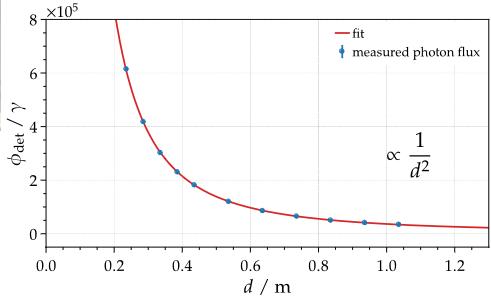 ×10⁵
8
6
4
2
0
ϕdet / γ
fit
measured photon flux
∝ 1/d²
0.0 0.2 0.4 0.6 0.8 1.0 1.2
d / m